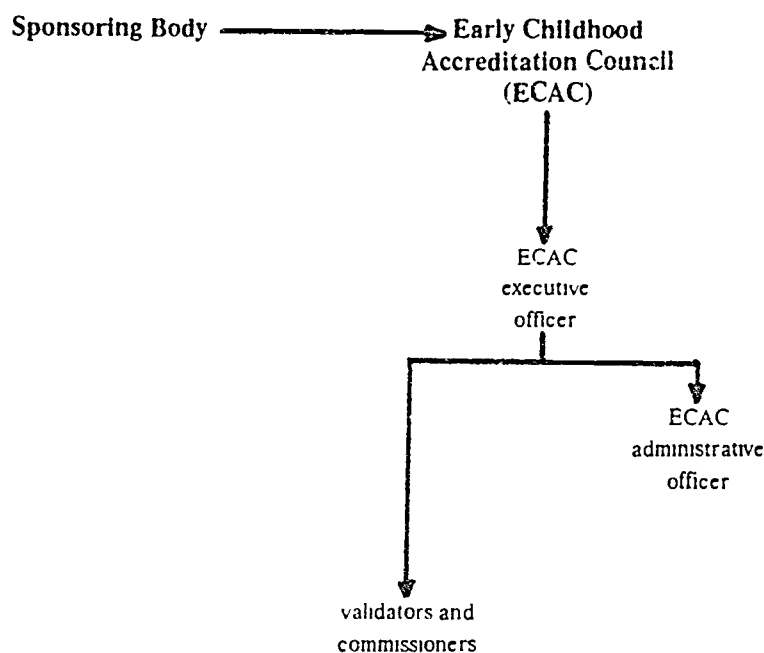 Sponsoring Body
Early Childhood
Accreditation Council
(ECAC)
ECAC
executive
officer
ECAC
administrative
officer
validators and
commissioners